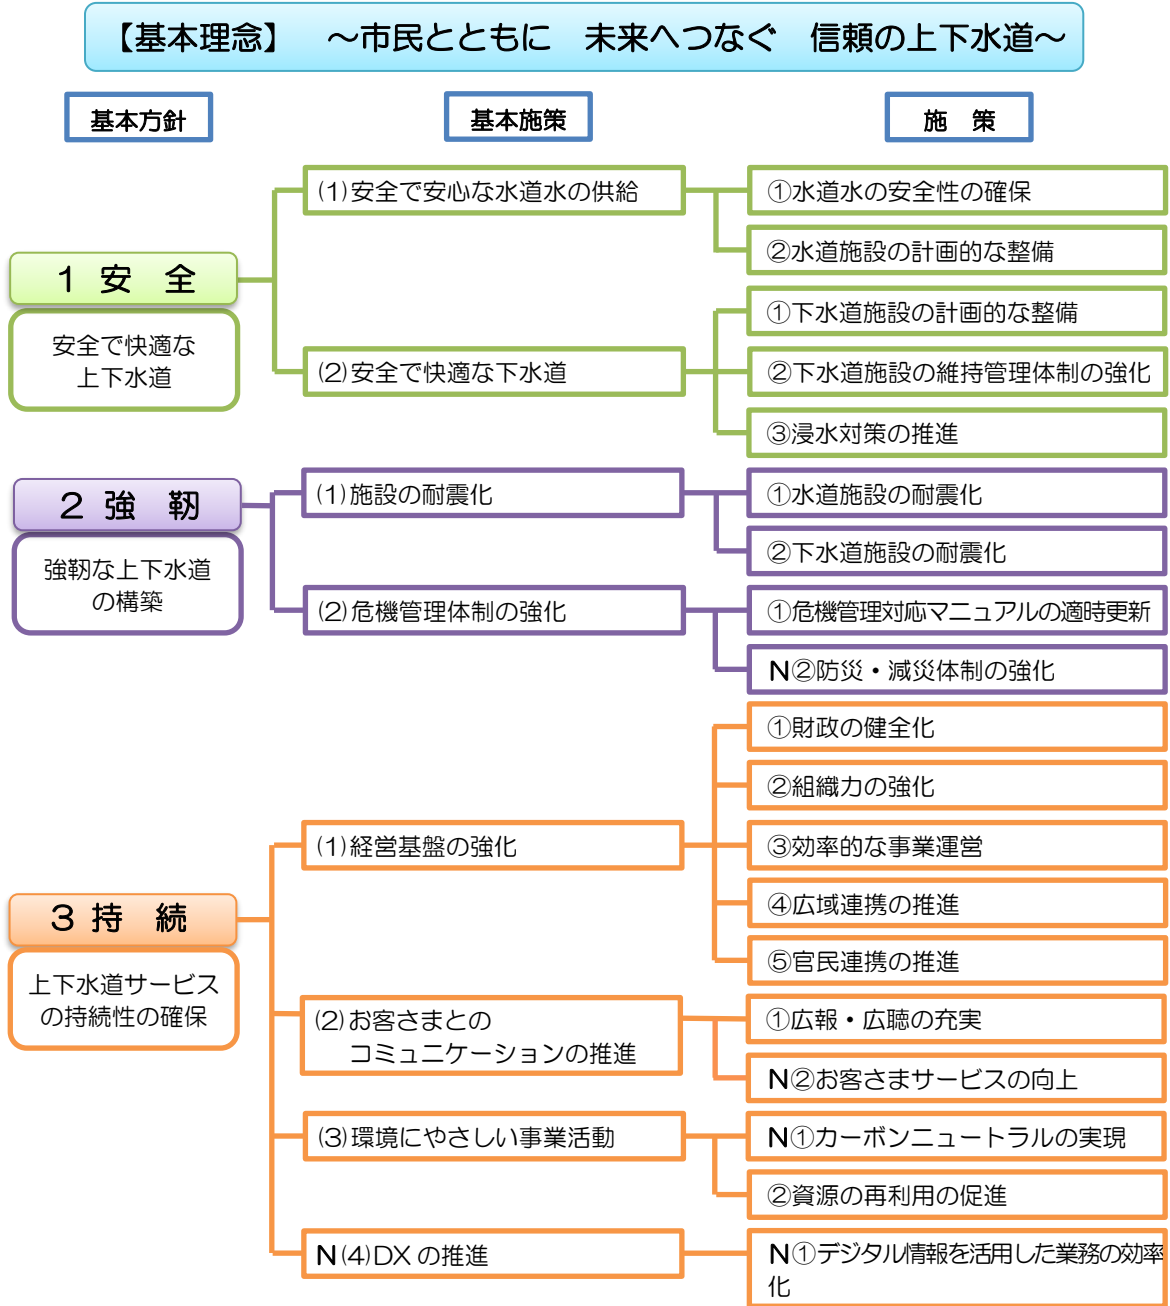 【基本理念】　～市民とともに　未来へつなぐ　信頼の上下水道～
基本方針
基本施策
施　策
1 安　全
安全で快適な
上下水道
(1)安全で安心な水道水の供給
①水道水の安全性の確保
②水道施設の計画的な整備
(2)安全で快適な下水道
①下水道施設の計画的な整備
②下水道施設の維持管理体制の強化
③浸水対策の推進
2 強　靭
強靭な上下水道
の構築
(1)施設の耐震化
①水道施設の耐震化
②下水道施設の耐震化
(2)危機管理体制の強化
①危機管理対応マニュアルの適時更新
N②防災・減災体制の強化
3 持　続
上下水道サービス
の持続性の確保
(1)経営基盤の強化
①財政の健全化
②組織力の強化
③効率的な事業運営
④広域連携の推進
⑤官民連携の推進
(2)お客さまとの
コミュニケーションの推進
①広報・広聴の充実
N②お客さまサービスの向上
(3)環境にやさしい事業活動
N①カーボンニュートラルの実現
②資源の再利用の促進
N(4)DX の推進
N①デジタル情報を活用した業務の効率
化